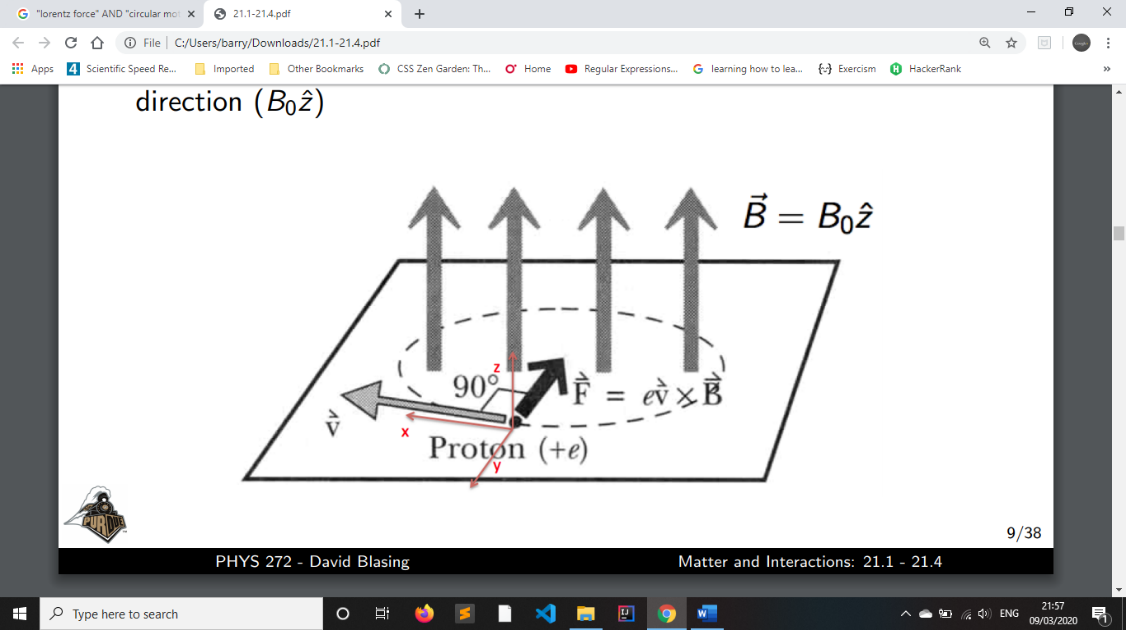 "lorentz force" AND "circular mo
21.1-21.4.pdf
File C:/Users/barry/Downloads/21.1-21.4.pdf
Apps
Scientific Speed Re...
Imported
Other Bookmarks
CSS Zen Garden: Th...
Home
Regular Expressions...
learning how to lea...
Exercism
HackerRank
»
direction (B₀ẑ)
B⃗ = B₀ẑ
z
90°
F⃗ = ev⃗ × B⃗
v⃗
x
Proton (+e)
y
PURDUE
9/38
PHYS 272 - David Blasing
Matter and Interactions: 21.1 - 21.4
Type here to search
ENG
21:57
09/03/2020
1